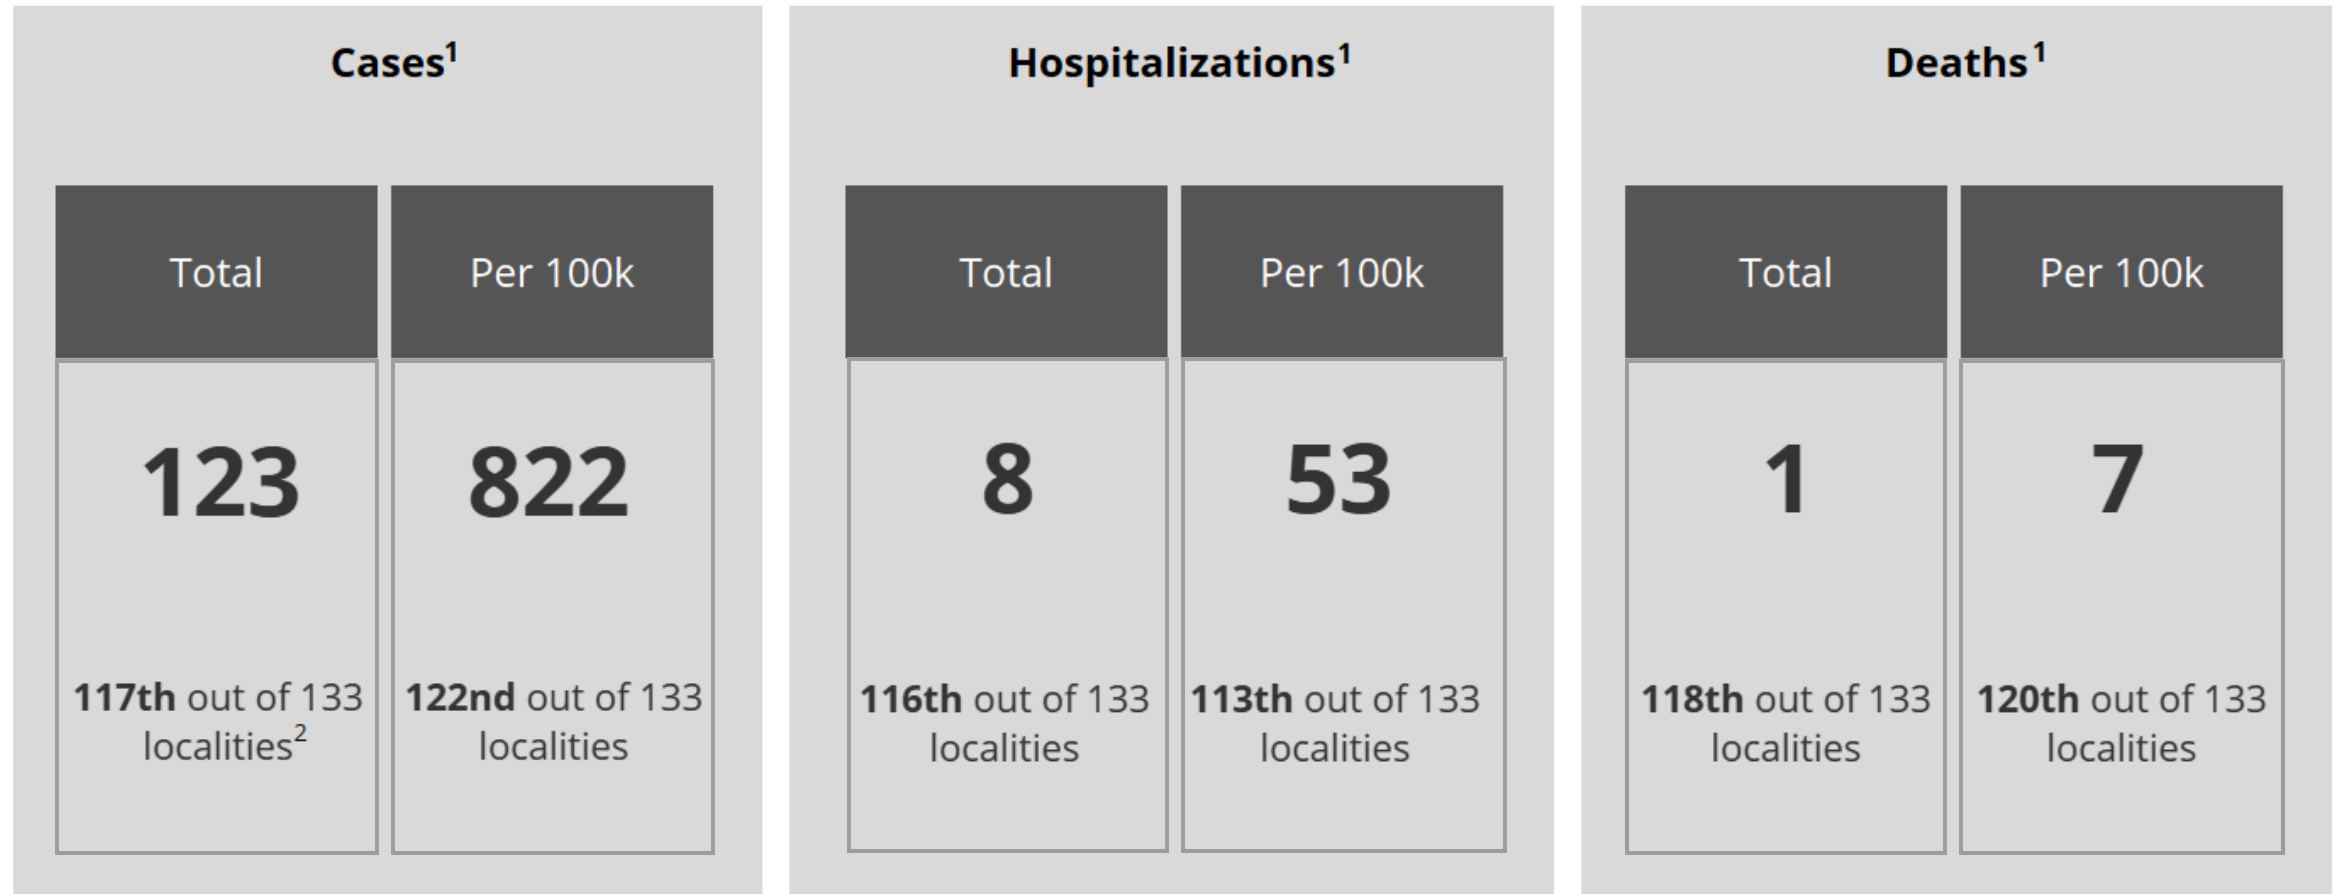 Cases¹
Total
Per 100k
123
822
117th out of 133
localities²
122nd out of 133
localities
Hospitalizations¹
Total
Per 100k
8
53
116th out of 133
localities
113th out of 133
localities
Deaths¹
Total
Per 100k
1
7
118th out of 133
localities
120th out of 133
localities